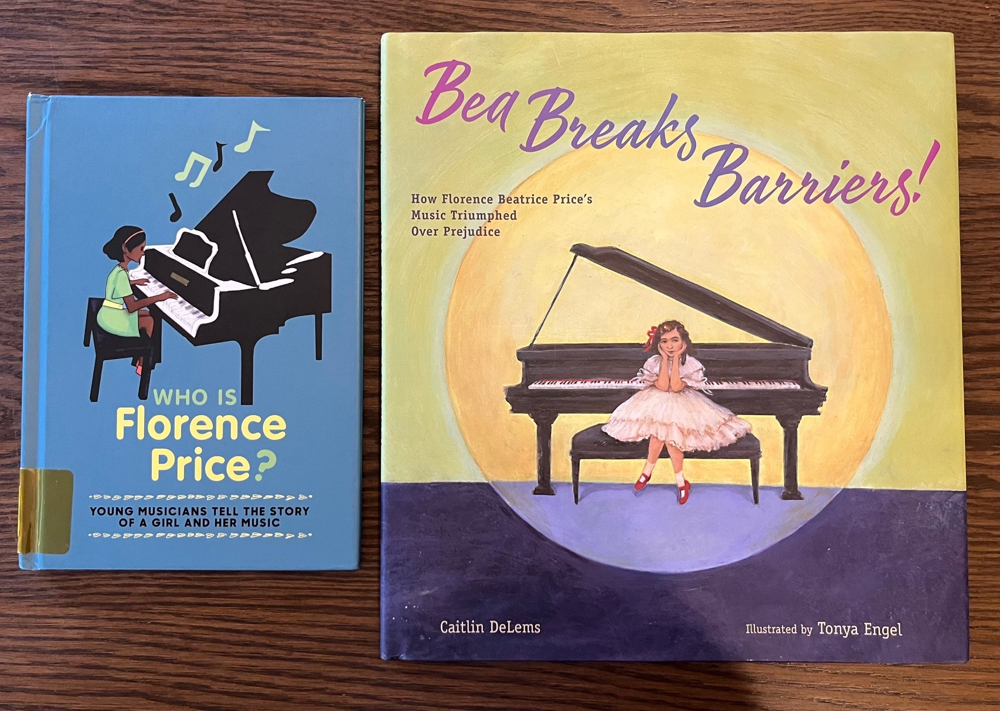 WHO IS
Florence
Price?
YOUNG MUSICIANS TELL THE STORY
OF A GIRL AND HER MUSIC
Bea Breaks
Barriers!
How Florence Beatrice Price's
Music Triumphed
Over Prejudice
Caitlin DeLems
Illustrated by Tonya Engel